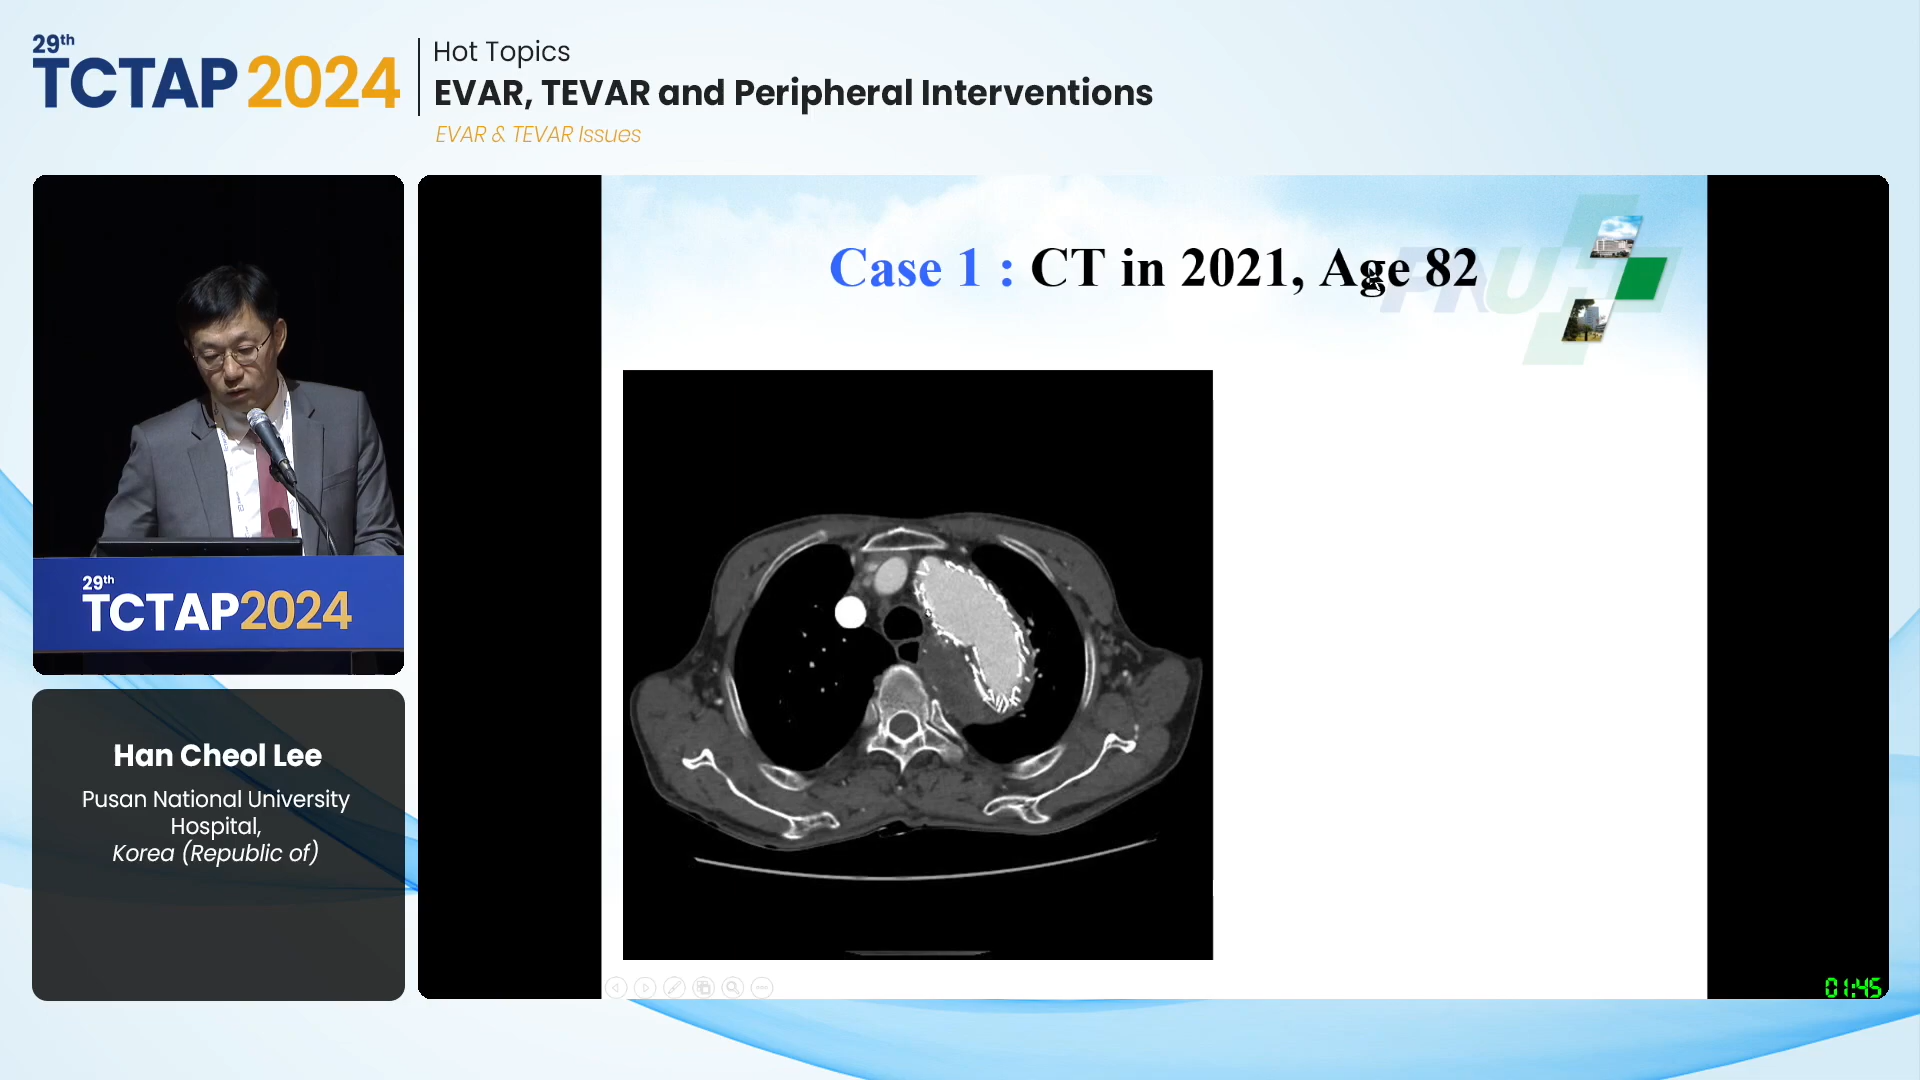 29th
TCTAP 2024
Hot Topics
EVAR, TEVAR and Peripheral Interventions
EVAR & TEVAR Issues
Case 1 : CT in 2021, Age 82
PNUH
29th
TCTAP2024
Han Cheol Lee
Pusan National University
Hospital,
Korea (Republic of)
01:45